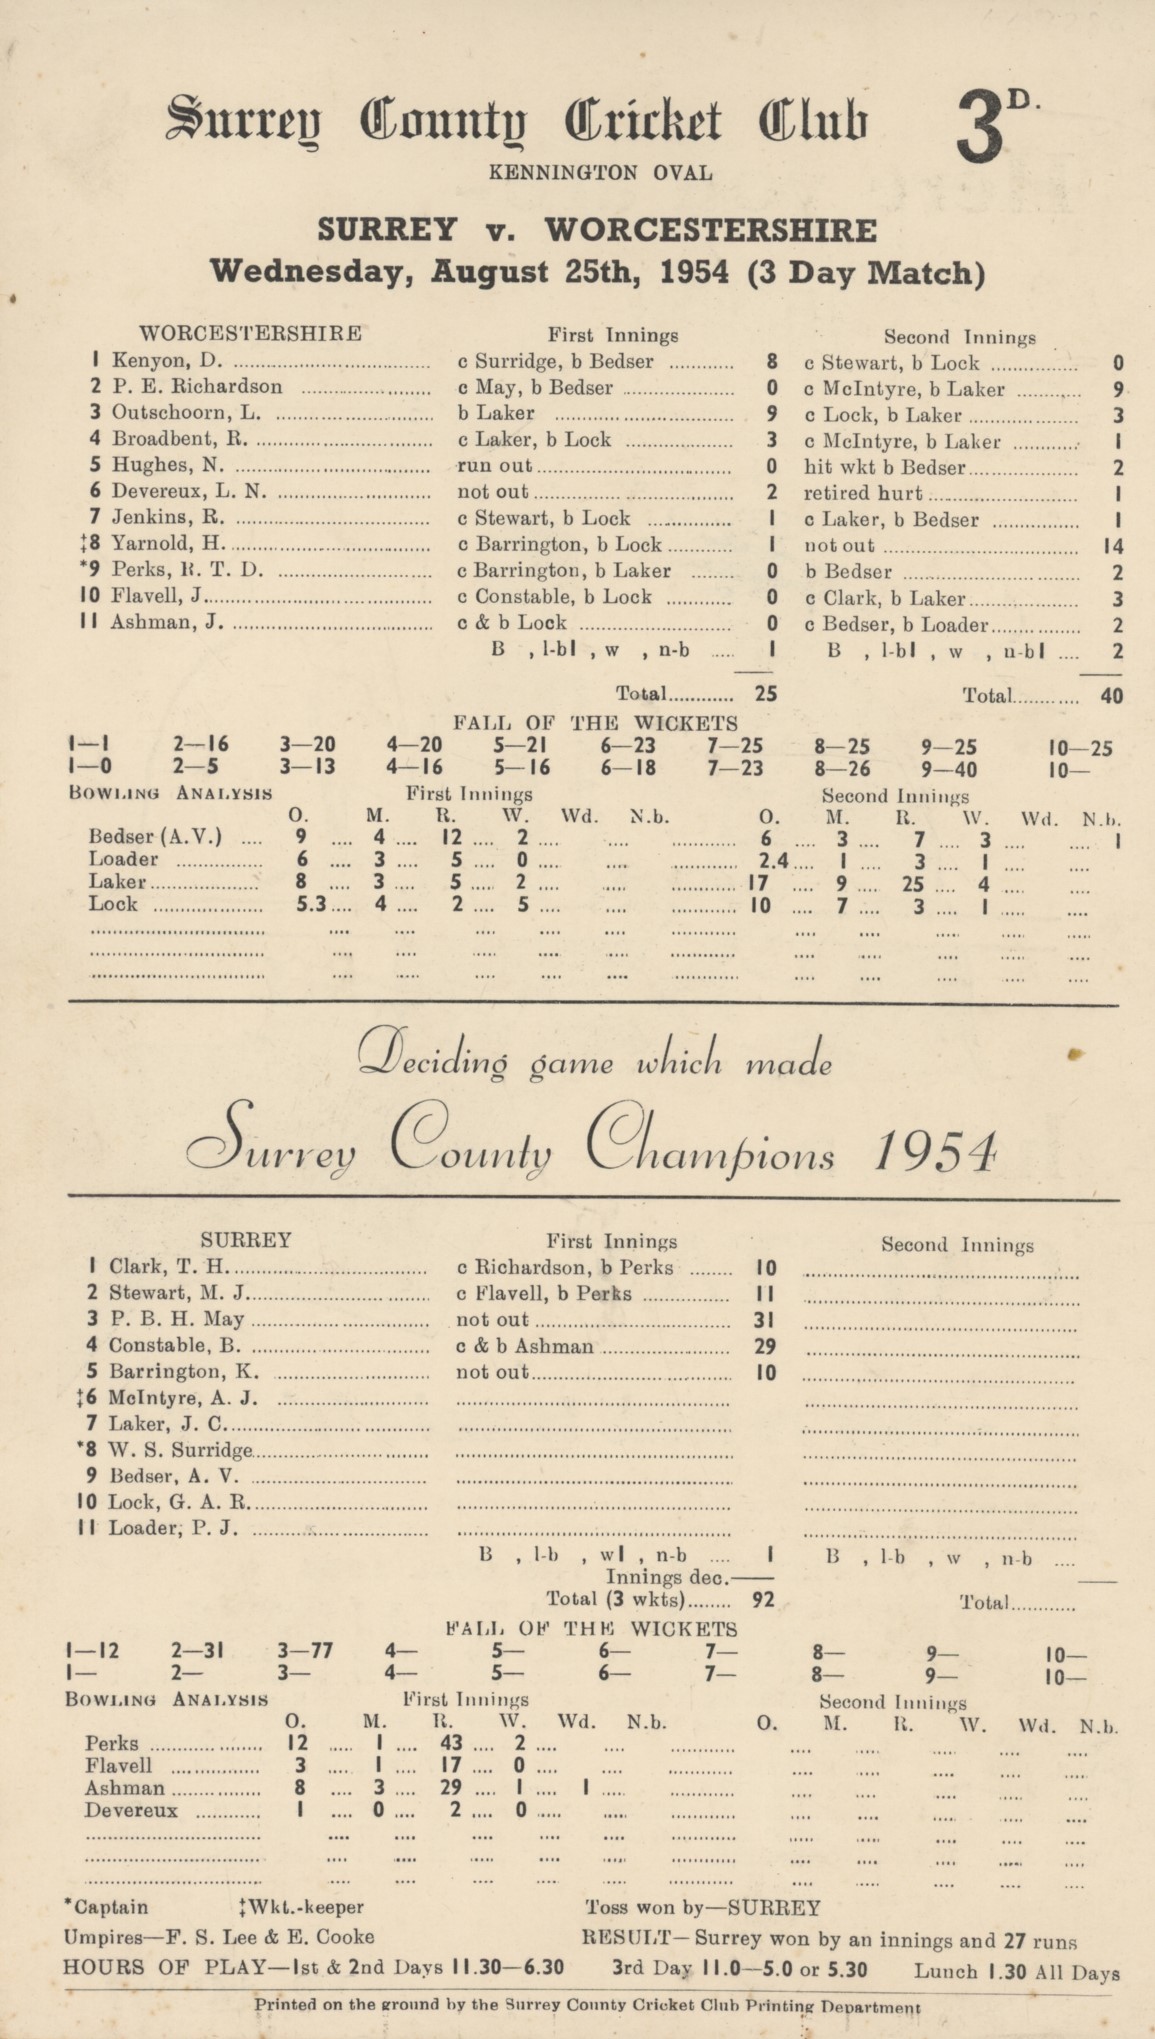 Surrey County Cricket Club 3D.
KENNINGTON OVAL
SURREY v. WORCESTERSHIRE
Wednesday, August 25th, 1954 (3 Day Match)
WORCESTERSHIRE First Innings Second Innings
1 Kenyon, D. c Surridge, b Bedser 8 c Stewart, b Lock 0
2 P. E. Richardson c May, b Bedser 0 c McIntyre, b Laker 9
3 Outschoorn, L. b Laker 9 c Lock, b Laker 3
4 Broadbent, R. c Laker, b Lock 3 c McIntyre, b Laker 1
5 Hughes, N. run out 0 hit wkt b Bedser 2
6 Devereux, L. N. not out 2 retired hurt 1
7 Jenkins, R. c Stewart, b Lock 1 c Laker, b Bedser 1
‡8 Yarnold, H. c Barrington, b Lock 1 not out 14
*9 Perks, R. T. D. c Barrington, b Laker 0 b Bedser 2
10 Flavell, J. c Constable, b Lock 0 c Clark, b Laker 3
11 Ashman, J. c & b Lock 0 c Bedser, b Loader 2
B , l-b1 , w , n-b 1 B , l-b1 , w , n-b1 2
Total 25 Total 40
FALL OF THE WICKETS
1—1 2—16 3—20 4—20 5—21 6—23 7—25 8—25 9—25 10—25
1—0 2—5 3—13 4—16 5—16 6—18 7—23 8—26 9—40 10—
BOWLING ANALYSIS First Innings Second Innings
O. M. R. W. Wd. N.b. O. M. R. W. Wd. N.b.
Bedser (A.V.) 9 4 12 2 6 3 7 3 1
Loader 6 3 5 0 2.4 1 3 1
Laker 8 3 5 2 17 9 25 4
Lock 5.3 4 2 5 10 7 3 1
Deciding game which made
Surrey County Champions 1954
SURREY First Innings Second Innings
1 Clark, T. H. c Richardson, b Perks 10
2 Stewart, M. J. c Flavell, b Perks 11
3 P. B. H. May not out 31
4 Constable, B. c & b Ashman 29
5 Barrington, K. not out 10
‡6 McIntyre, A. J.
7 Laker, J. C.
*8 W. S. Surridge
9 Bedser, A. V.
10 Lock, G. A. R.
11 Loader, P. J.
B , l-b , w1 , n-b 1 B , l-b , w , n-b
Innings dec.
Total (3 wkts) 92 Total
FALL OF THE WICKETS
1—12 2—31 3—77 4— 5— 6— 7— 8— 9— 10—
1— 2— 3— 4— 5— 6— 7— 8— 9— 10—
BOWLING ANALYSIS First Innings Second Innings
O. M. R. W. Wd. N.b. O. M. R. W. Wd. N.b.
Perks 12 1 43 2
Flavell 3 1 17 0
Ashman 8 3 29 1 1
Devereux 1 0 2 0
*Captain ‡Wkt.-keeper Toss won by—SURREY
Umpires—F. S. Lee & E. Cooke RESULT—Surrey won by an innings and 27 runs
HOURS OF PLAY—1st & 2nd Days 11.30—6.30 3rd Day 11.0—5.0 or 5.30 Lunch 1.30 All Days
Printed on the ground by the Surrey County Cricket Club Printing Department